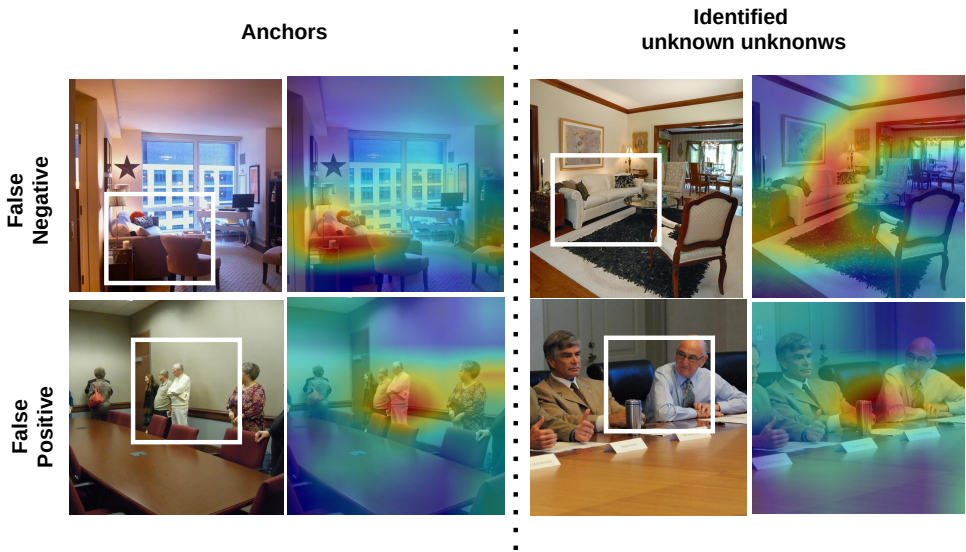 Anchors
Identified
unknown unknonws
False
Negative
False
Positive